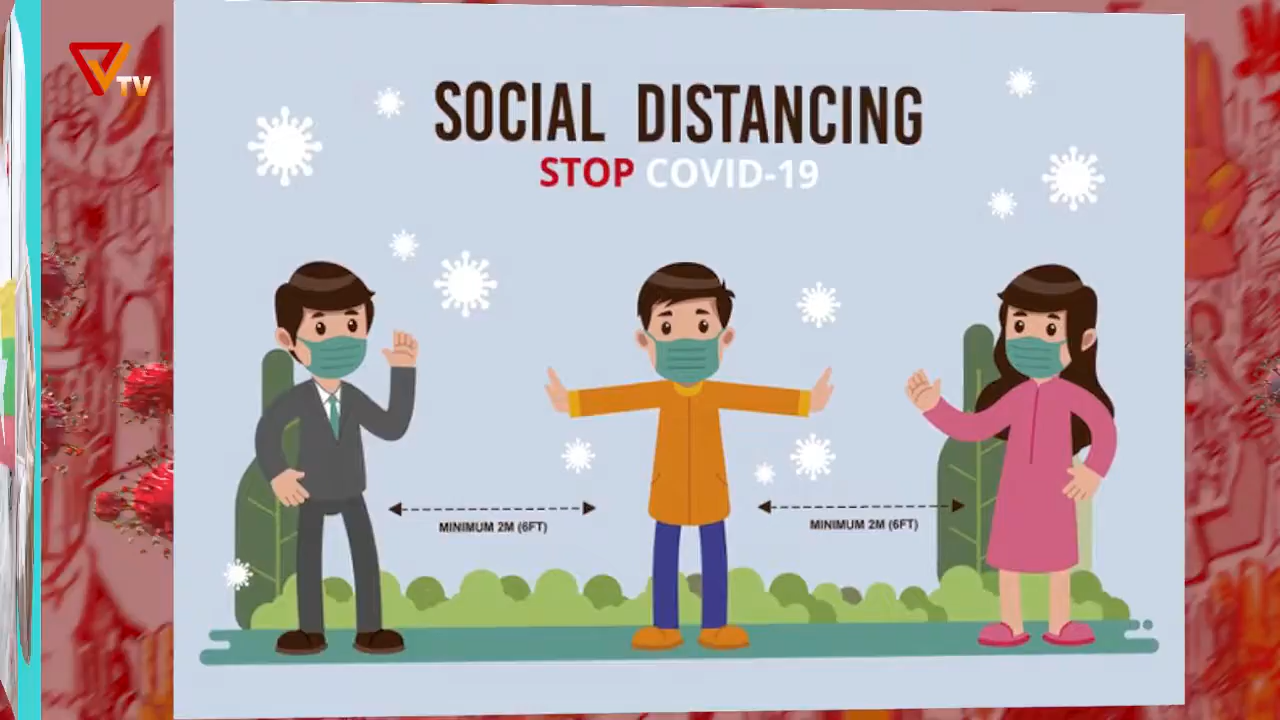 TV
SOCIAL DISTANCING
STOP COVID-19
MINIMUM 2M (6FT)
MINIMUM 2M (6FT)